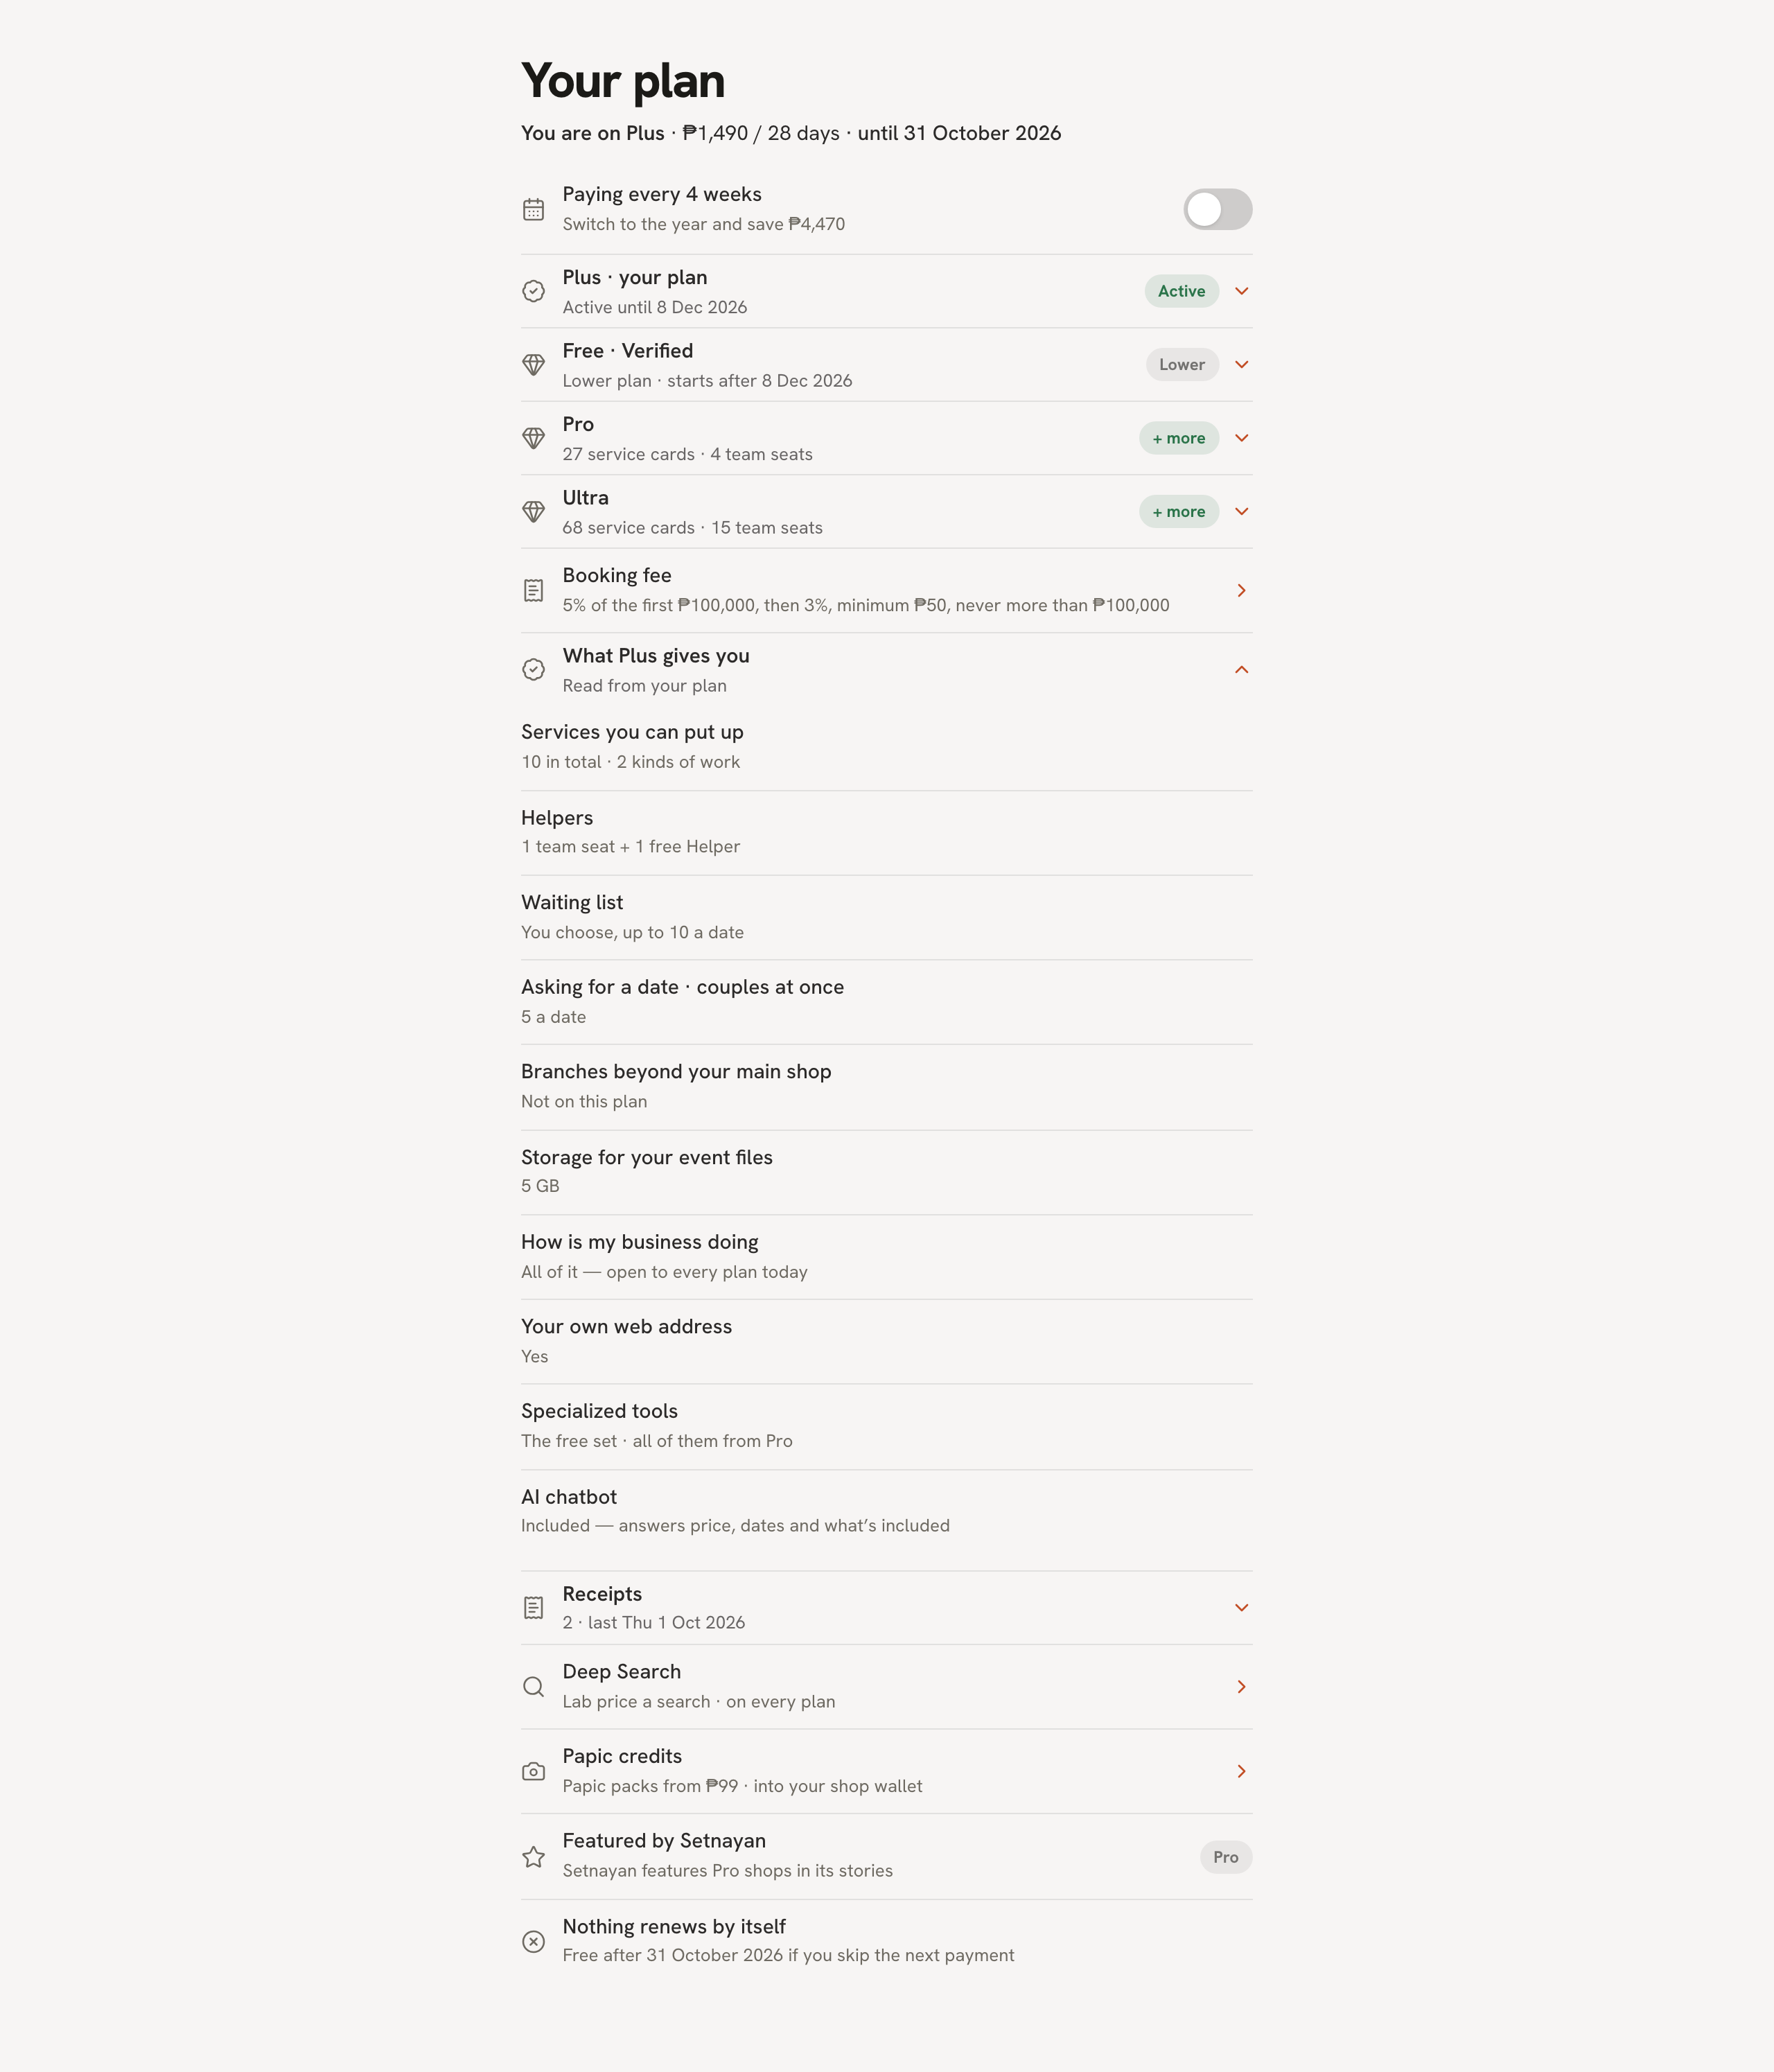 Your plan
You are on Plus · ₱1,490 / 28 days · until 31 October 2026
Paying every 4 weeks
Switch to the year and save ₱4,470
Plus · your plan
Active until 8 Dec 2026
Active
Free · Verified
Lower plan · starts after 8 Dec 2026
Lower
Pro
27 service cards · 4 team seats
+ more
Ultra
68 service cards · 15 team seats
+ more
Booking fee
5% of the first ₱100,000, then 3%, minimum ₱50, never more than ₱100,000
What Plus gives you
Read from your plan
Services you can put up
10 in total · 2 kinds of work
Helpers
1 team seat + 1 free Helper
Waiting list
You choose, up to 10 a date
Asking for a date · couples at once
5 a date
Branches beyond your main shop
Not on this plan
Storage for your event files
5 GB
How is my business doing
All of it — open to every plan today
Your own web address
Yes
Specialized tools
The free set · all of them from Pro
AI chatbot
Included — answers price, dates and what’s included
Receipts
2 · last Thu 1 Oct 2026
Deep Search
Lab price a search · on every plan
Papic credits
Papic packs from ₱99 · into your shop wallet
Featured by Setnayan
Setnayan features Pro shops in its stories
Pro
Nothing renews by itself
Free after 31 October 2026 if you skip the next payment